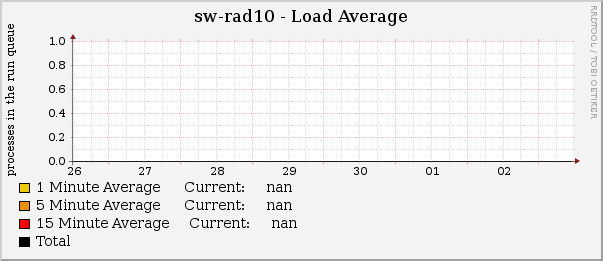 sw-rad10 - Load Average
RRDTOOL / TOBI OETIKER
processes in the run queue
1.0
0.8
0.6
0.4
0.2
0.0
26 27 28 29 30 01 02
1 Minute Average Current: nan
5 Minute Average Current: nan
15 Minute Average Current: nan
Total